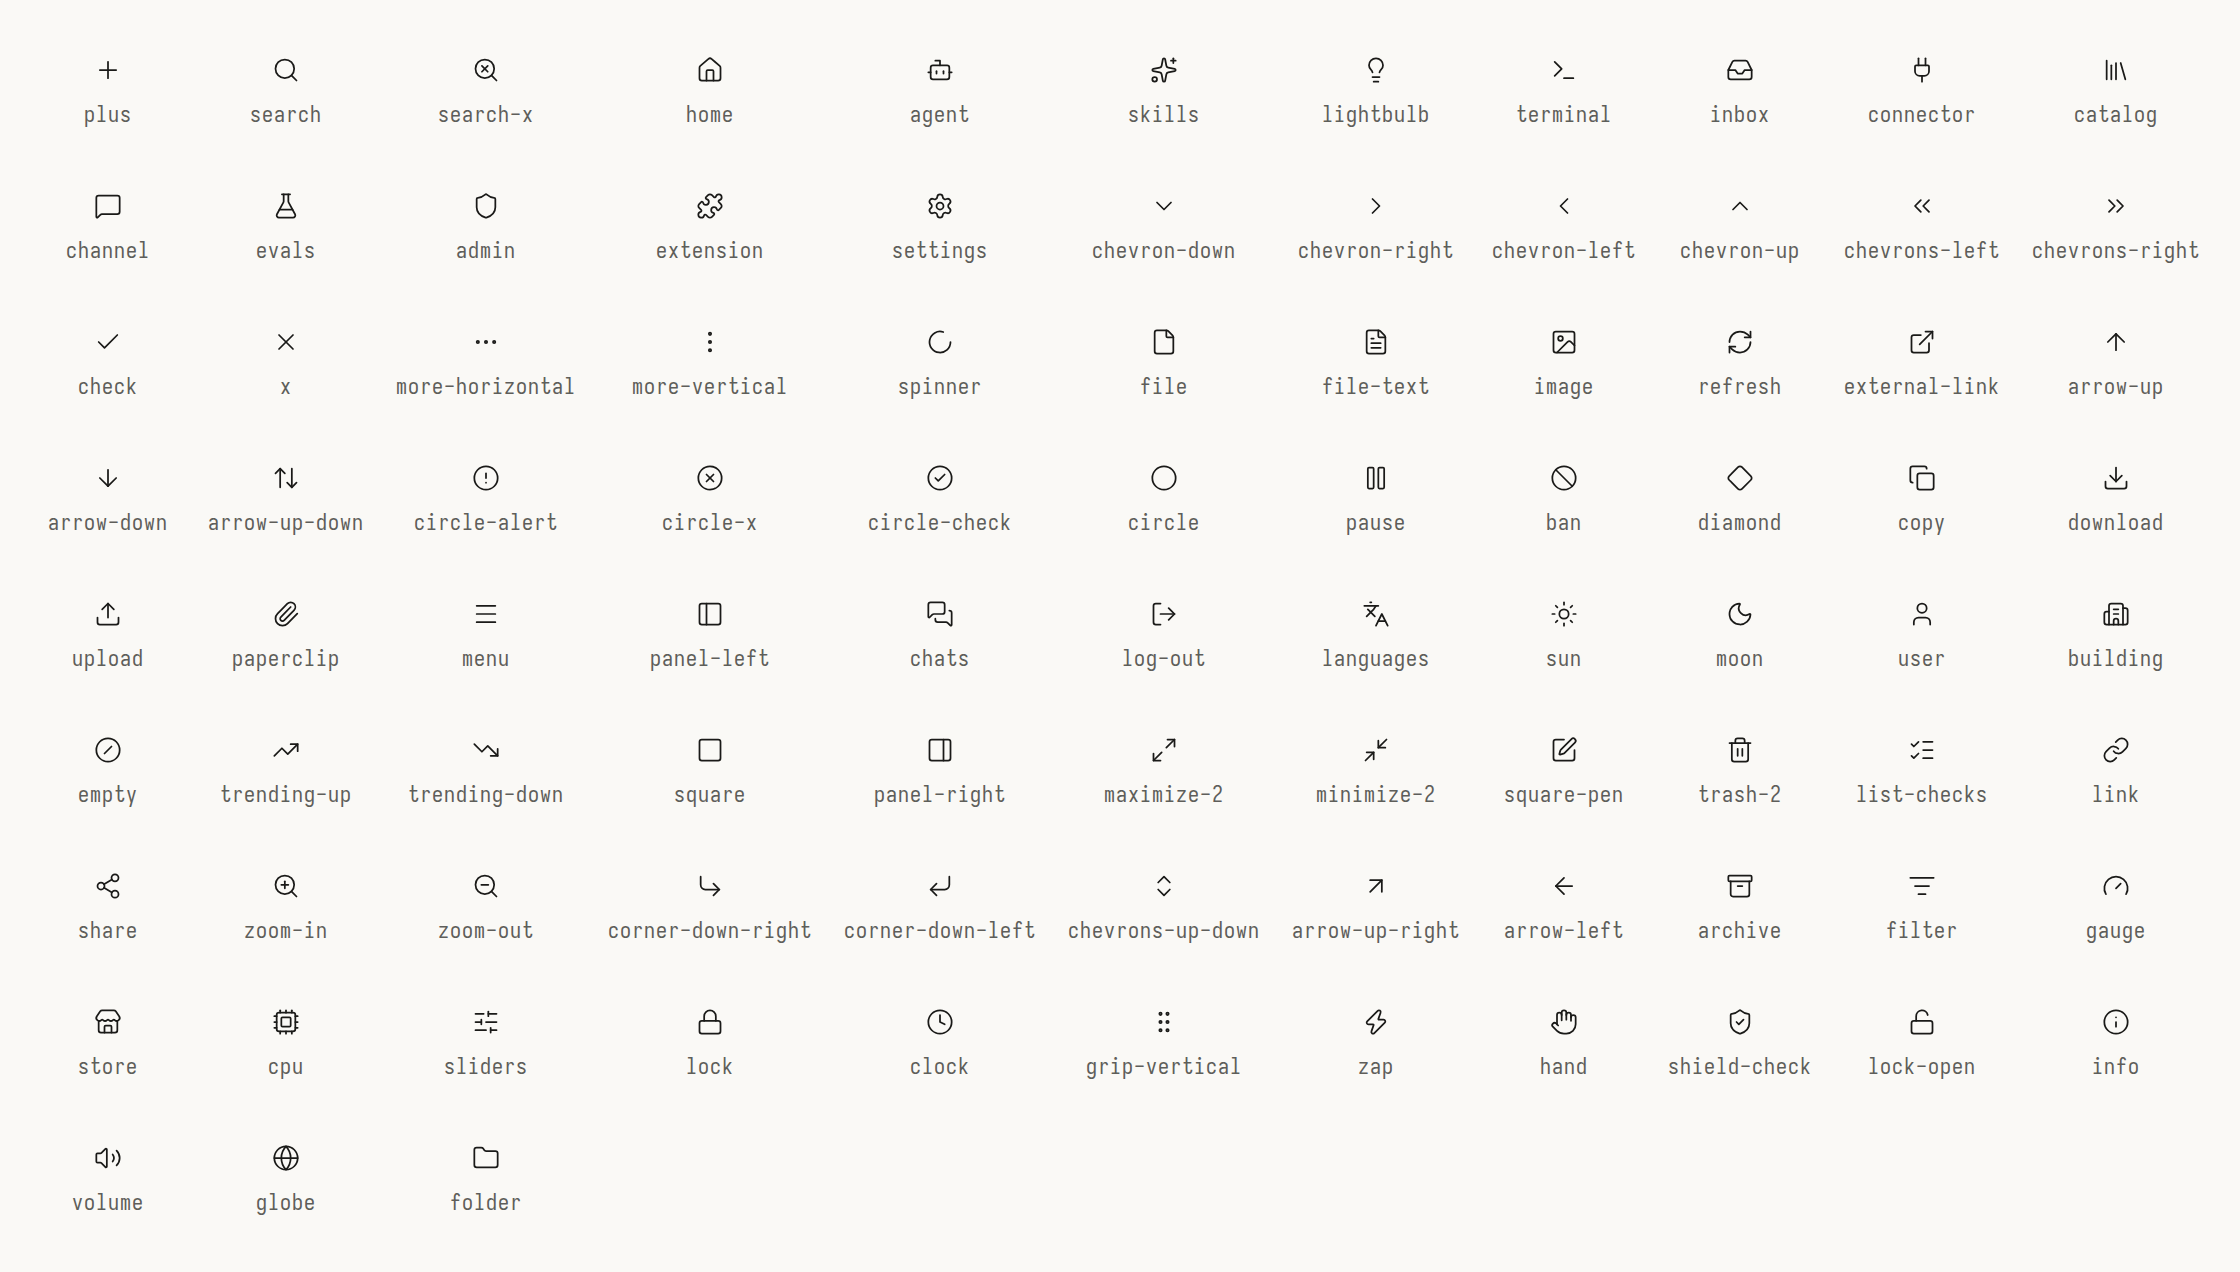 plus search search-x home agent skills lightbulb terminal inbox connector catalog
channel evals admin extension settings chevron-down chevron-right chevron-left chevron-up chevrons-left chevrons-right
check x more-horizontal more-vertical spinner file file-text image refresh external-link arrow-up
arrow-down arrow-up-down circle-alert circle-x circle-check circle pause ban diamond copy download
upload paperclip menu panel-left chats log-out languages sun moon user building
empty trending-up trending-down square panel-right maximize-2 minimize-2 square-pen trash-2 list-checks link
share zoom-in zoom-out corner-down-right corner-down-left chevrons-up-down arrow-up-right arrow-left archive filter gauge
store cpu sliders lock clock grip-vertical zap hand shield-check lock-open info
volume globe folder